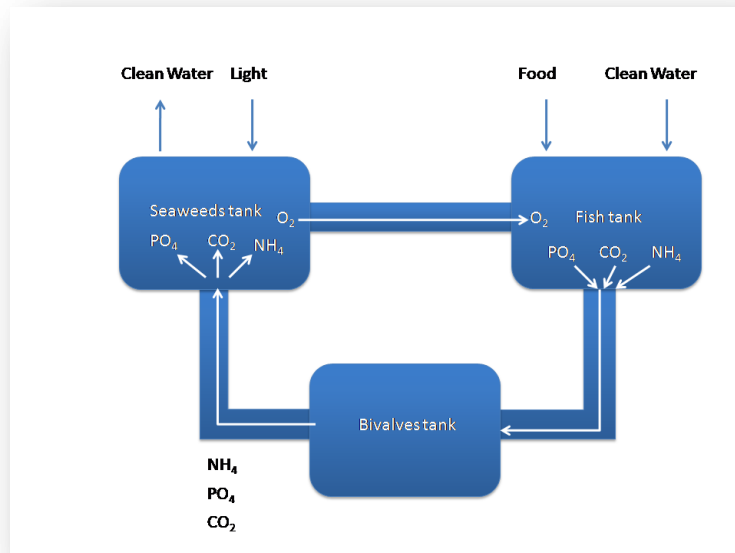 Clean Water Light Food Clean Water
Seaweeds tank O₂ O₂ Fish tank
PO₄ CO₂ NH₄ PO₄ CO₂ NH₄
Bivalves tank
NH₄
PO₄
CO₂